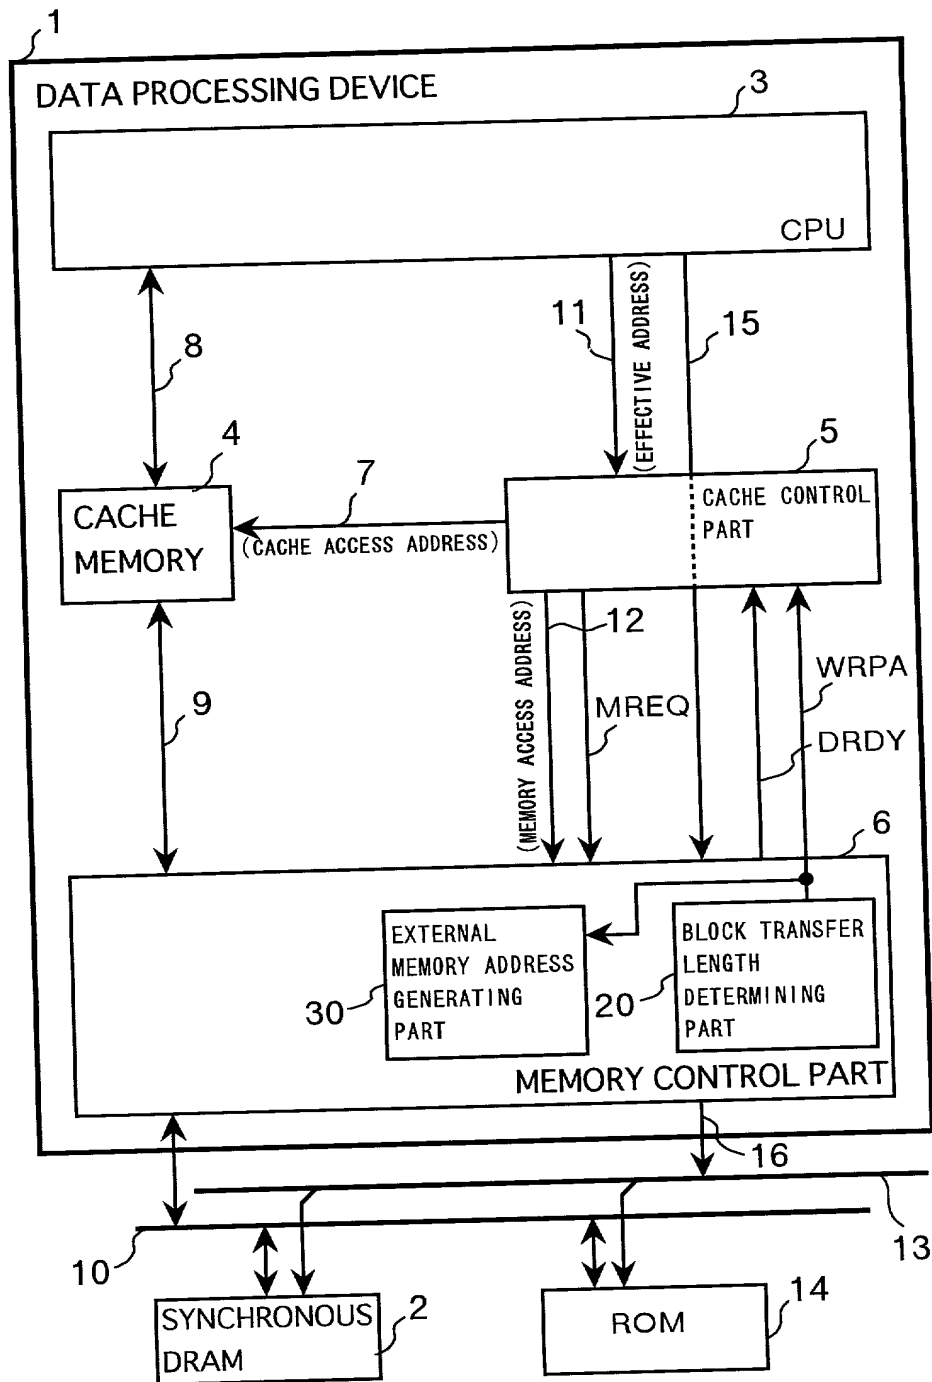 1
DATA PROCESSING DEVICE
3
CPU
11
(EFFECTIVE ADDRESS)
15
8
4
7
5
CACHE
MEMORY
(CACHE ACCESS ADDRESS)
CACHE CONTROL
PART
(MEMORY ACCESS ADDRESS)
12
WRPA
9
MREQ
DRDY
6
EXTERNAL
MEMORY ADDRESS
GENERATING
PART
30
BLOCK TRANSFER
LENGTH
DETERMINING
PART
20
MEMORY CONTROL PART
16
13
10
SYNCHRONOUS
DRAM
2
ROM
14